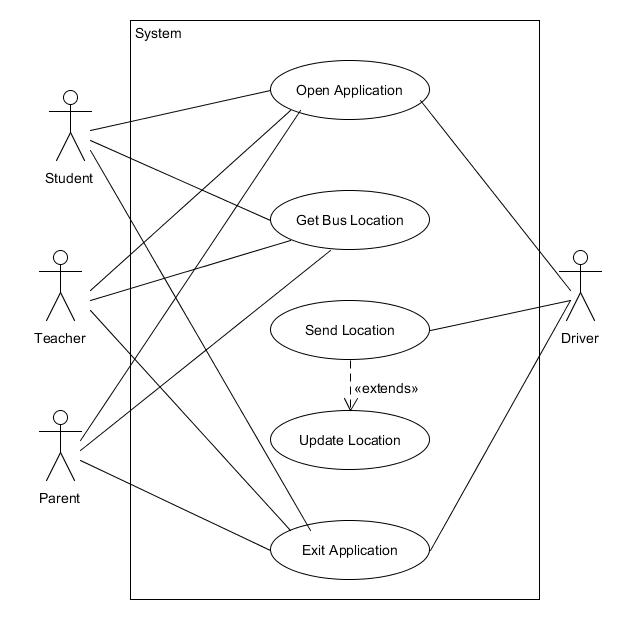 System
Open Application
Student
Get Bus Location
Teacher
Send Location
Driver
«extends»
Update Location
Parent
Exit Application